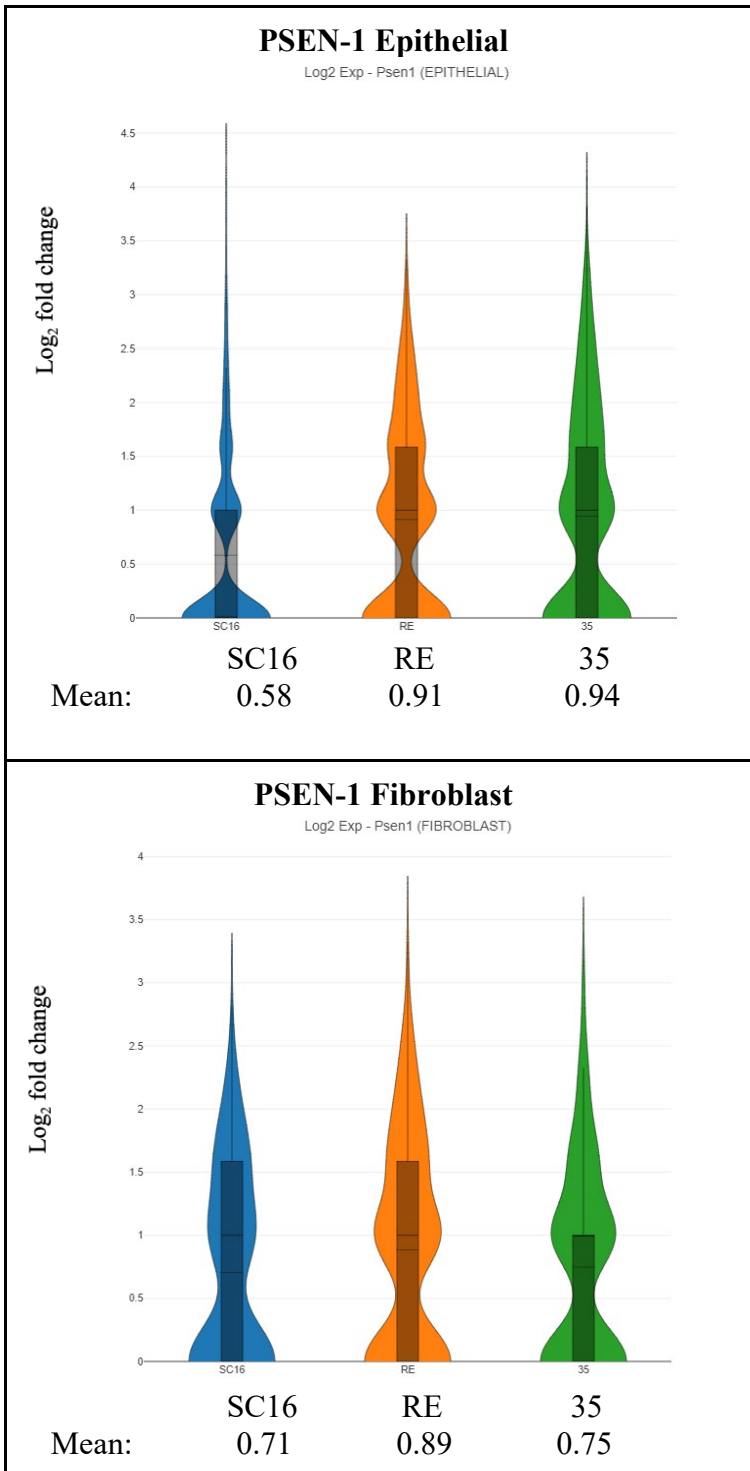 PSEN-1 Epithelial
Log2 Exp - Psen1 (EPITHELIAL)
Log₂ fold change
4.5
4
3.5
3
2.5
2
1.5
1
0.5
0
SC16 RE 35
SC16 RE 35
Mean: 0.58 0.91 0.94
PSEN-1 Fibroblast
Log2 Exp - Psen1 (FIBROBLAST)
Log₂ fold change
4
3.5
3
2.5
2
1.5
1
0.5
0
SC16 RE 35
SC16 RE 35
Mean: 0.71 0.89 0.75